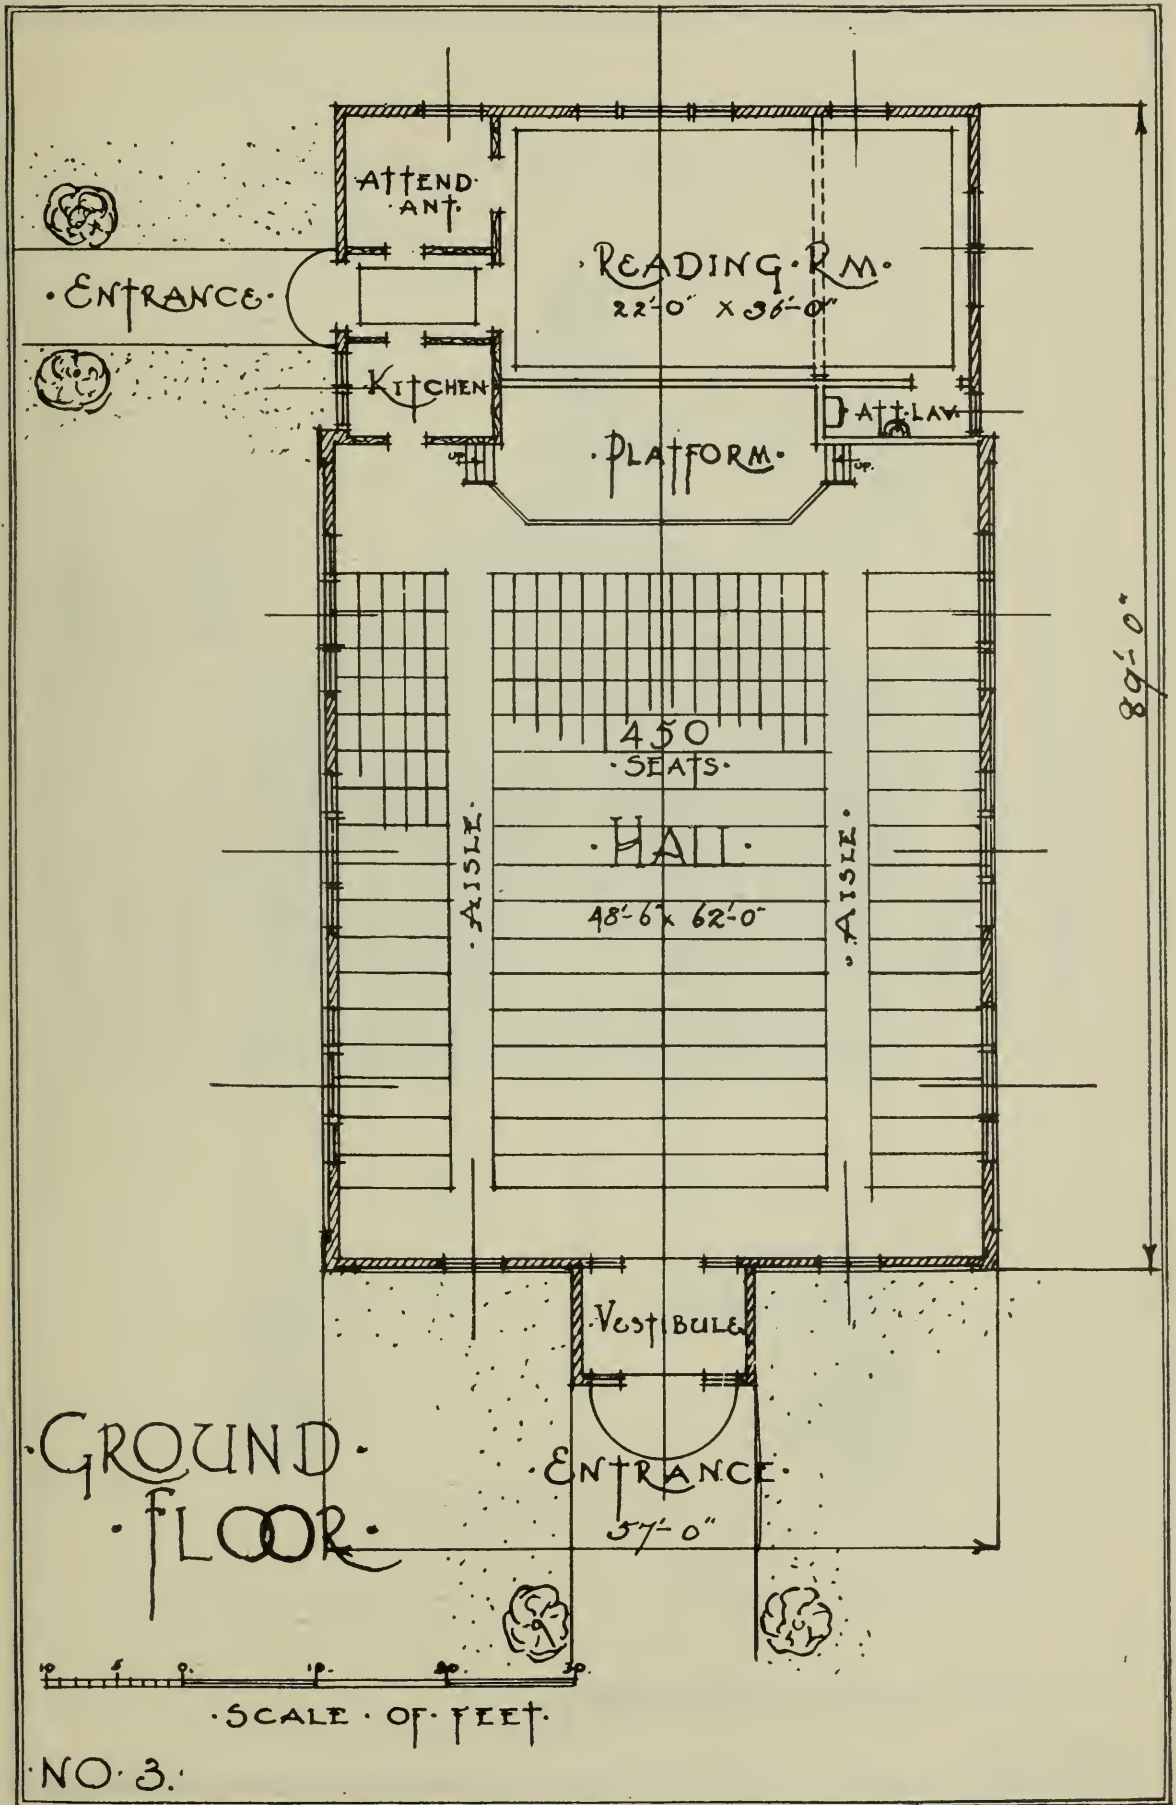 ATTEND
ANT.
·READING·RM·
22'-0" X 36'-0"
·ENTRANCE·
KITCHEN
ATT·LAV.
·PLATFORM·
UP.
UP.
450
·SEATS·
·HALL·
48'-6" x 62'-0"
·AISLE·
·AISLE·
89'-0"
VESTIBULE
·ENTRANCE·
57'-0"
·GROUND·
·FLOOR·
10 5 0. 10. 20. 30.
·SCALE·OF·FEET·
·NO·3.·